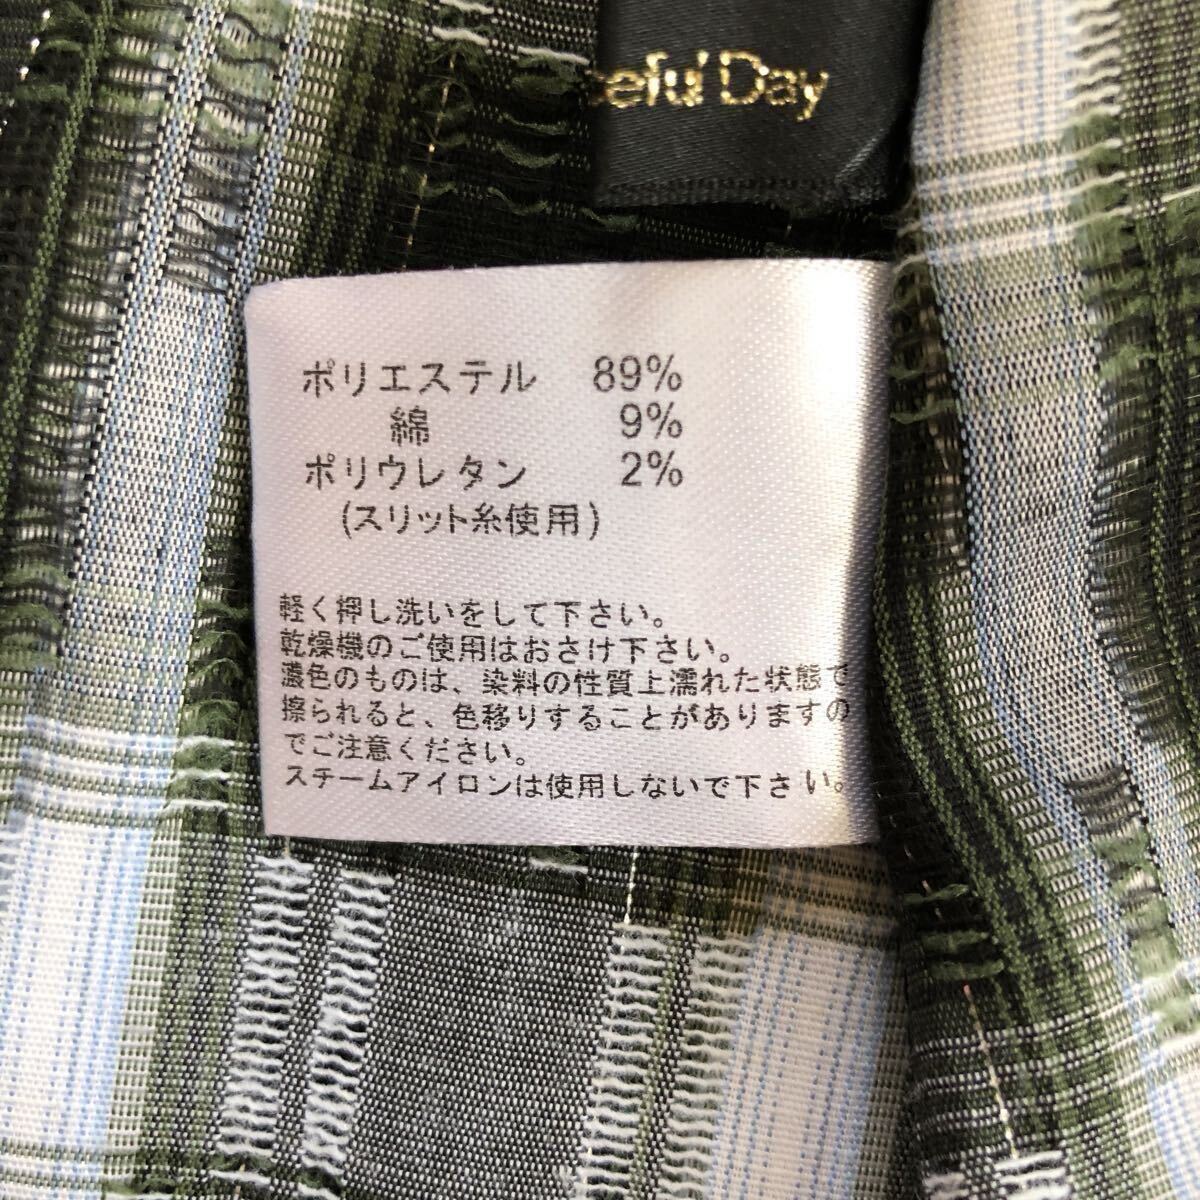 Day
ポリエステル 89%
綿 9%
ポリウレタン 2%
(スリット糸使用)
軽く押し洗いをして下さい。
乾燥機のご使用はおさけ下さい。
濃色のものは、染料の性質上濡れた状態で
擦られると、色移りすることがありますの
でご注意ください。
スチームアイロンは使用しないで下さい。